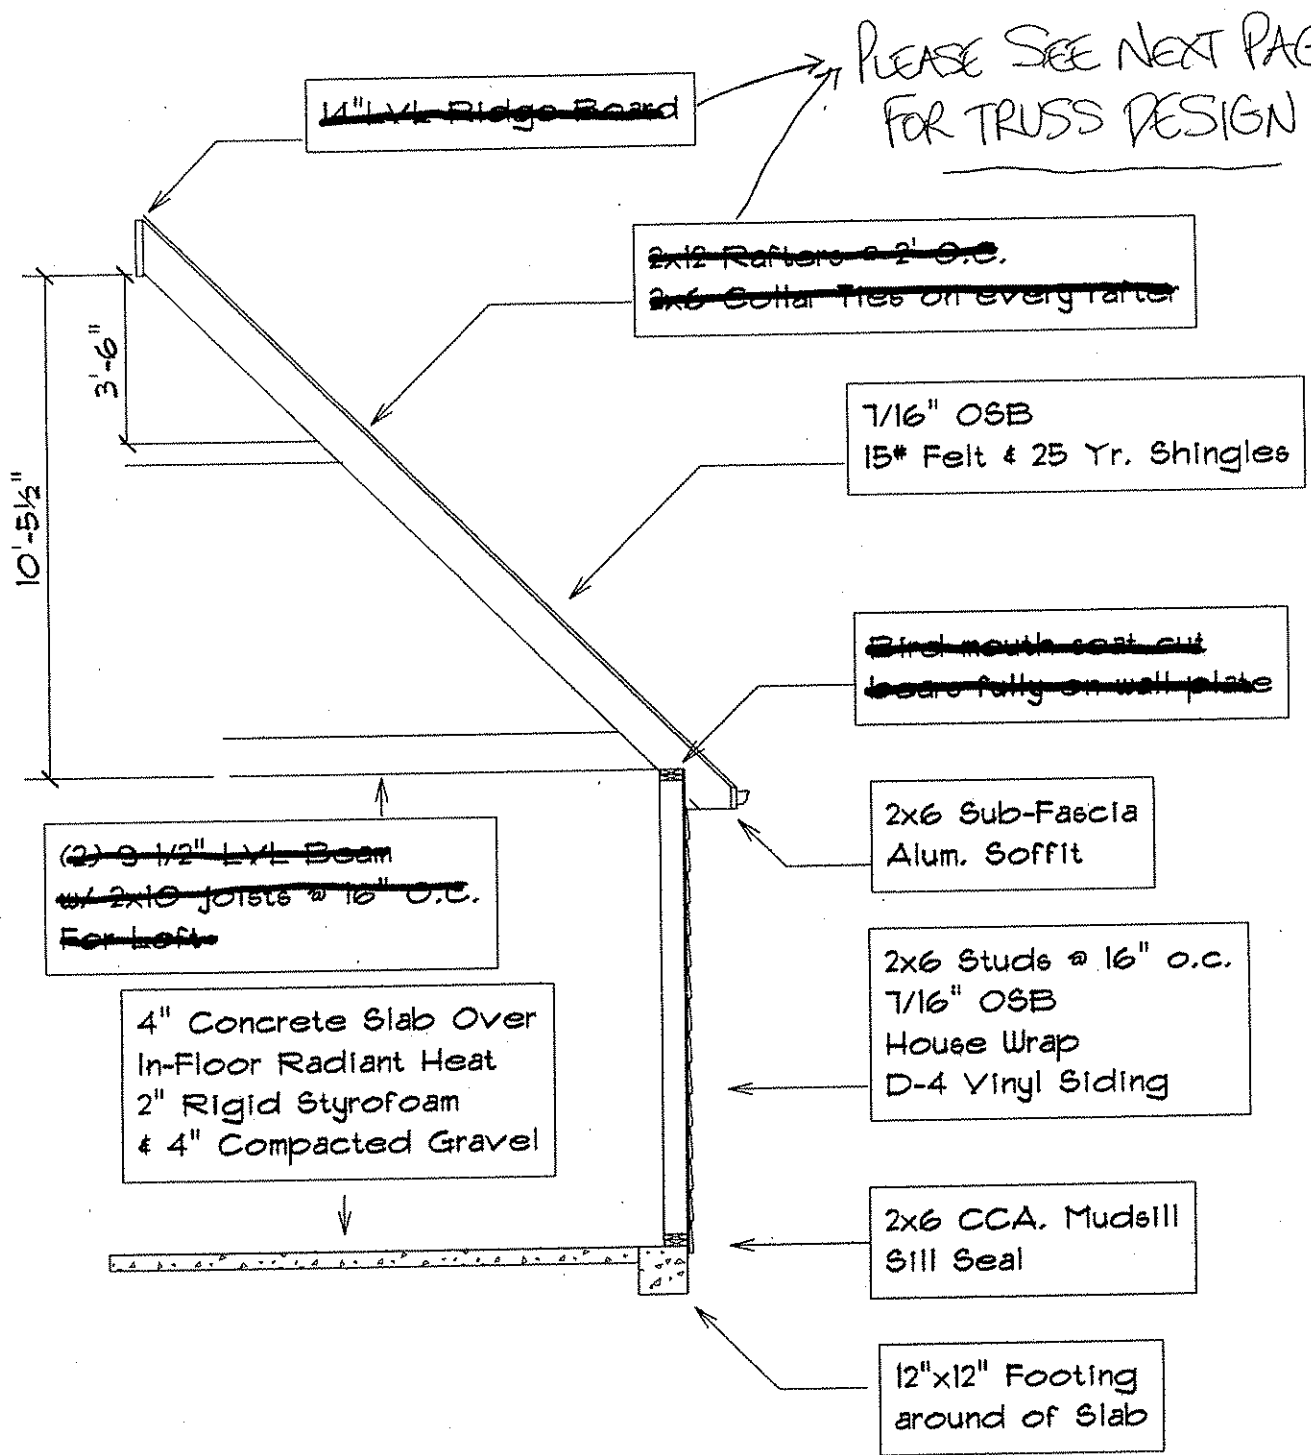 PLEASE SEE NEXT PAG
FOR TRUSS DESIGN
14" LVL Ridge Board
2x12 Rafters @ 2' O.C.
2x6 Collar Ties on every rafter
3'-6"
7/16" OSB
15# Felt & 25 Yr. Shingles
10'-5½"
Bird mouth seat cut
bears fully on wall plate
2x6 Sub-Fascia
Alum. Soffit
(2) 9 1/2" LVL Beam
w/ 2x10 joists @ 16" O.C.
For Loft
2x6 Studs @ 16" o.c.
7/16" OSB
House Wrap
D-4 Vinyl Siding
4" Concrete Slab Over
In-Floor Radiant Heat
2" Rigid Styrofoam
& 4" Compacted Gravel
2x6 CCA. Mudsill
Sill Seal
12"x12" Footing
around of Slab